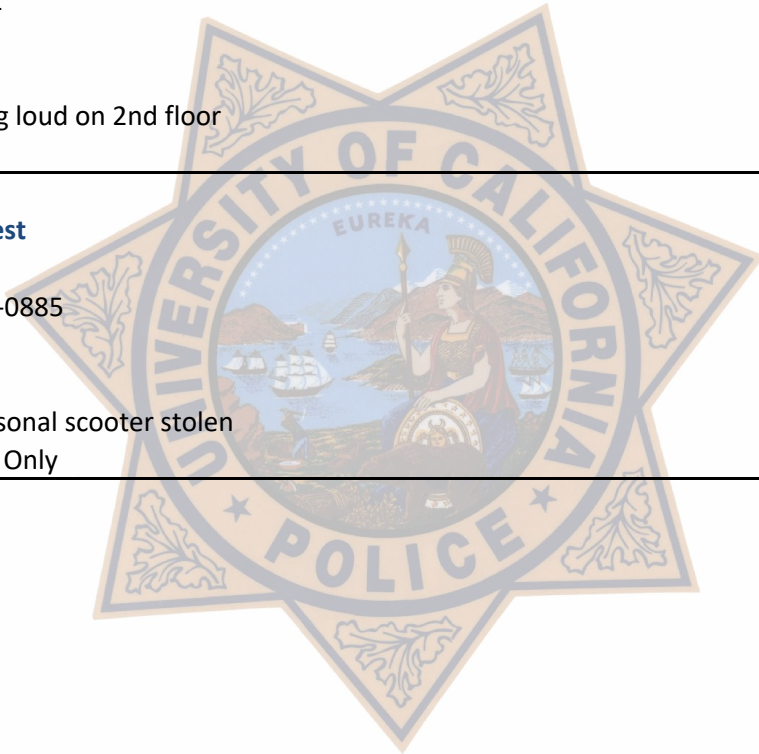 g loud on 2nd floor
est
-0885
sonal scooter stolen
Only
UNIVERSITY OF CALIFORNIA
EUREKA
POLICE